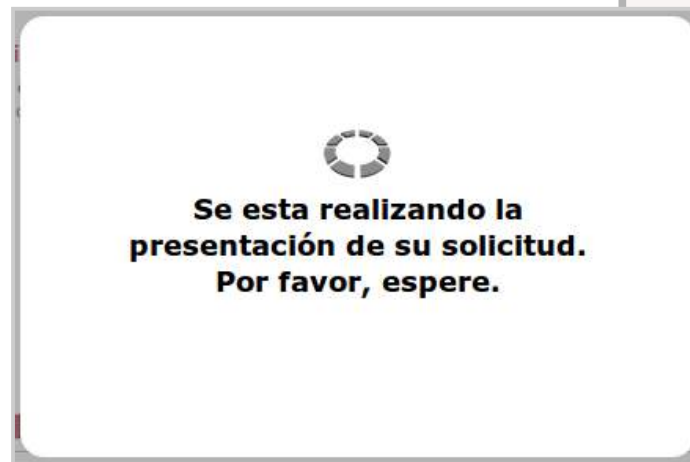 Se esta realizando la
presentación de su solicitud.
Por favor, espere.